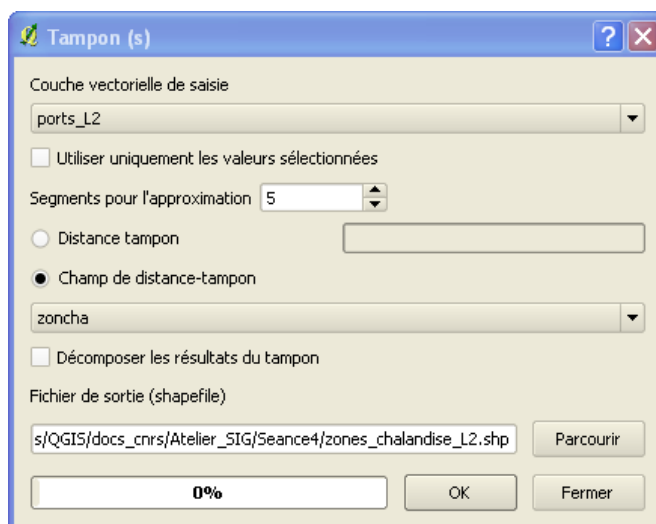 Tampon (s)
Couche vectorielle de saisie
ports_L2
Utiliser uniquement les valeurs sélectionnées
Segments pour l'approximation 5
Distance tampon
Champ de distance-tampon
zoncha
Décomposer les résultats du tampon
Fichier de sortie (shapefile)
s/QGIS/docs_cnrs/Atelier_SIG/Seance4/zones_chalandise_L2.shp Parcourir
0% OK Fermer